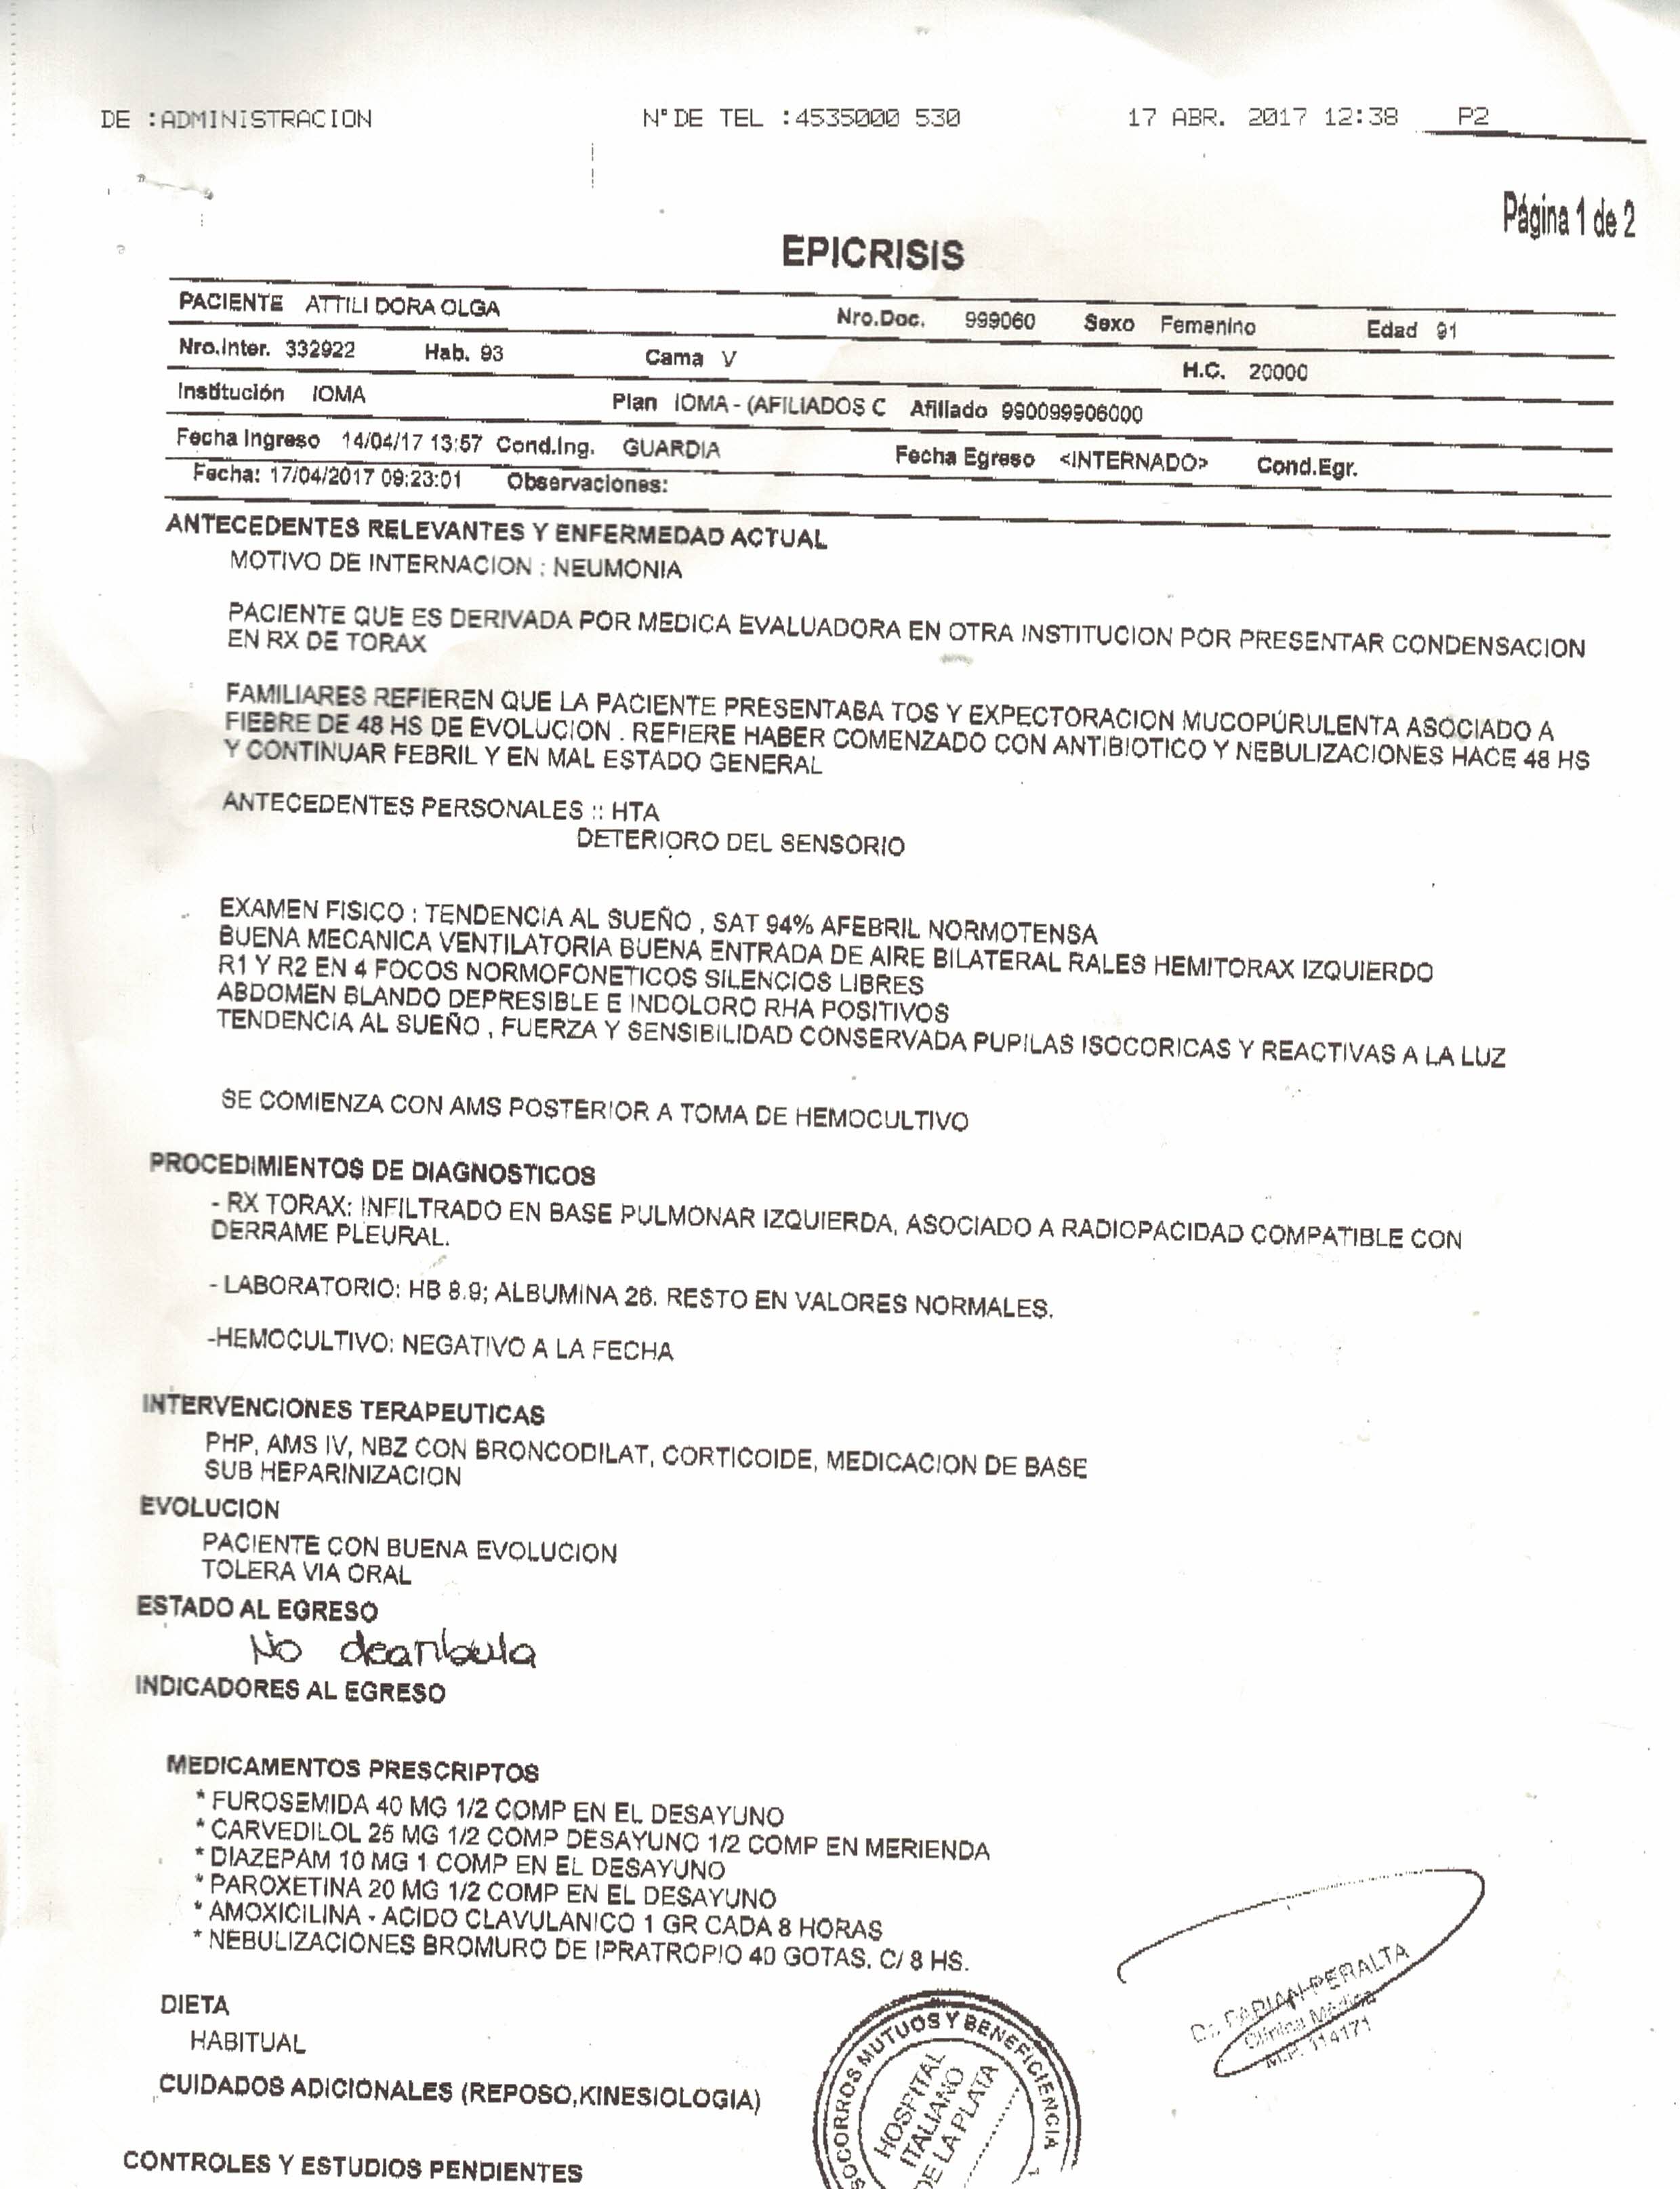 DE :ADMINISTRACION N°DE TEL :4535000 530 17 ABR. 2017 12:38 P2
Página 1 de 2
EPICRISIS
PACIENTE ATTILI DORA OLGA Nro.Doc. 999060 Sexo Femenino Edad 91
Nro.Inter. 332922 Hab. 93 Cama V H.C. 20000
Institución IOMA Plan IOMA - (AFILIADOS C Afiliado 990099906000
Fecha Ingreso 14/04/17 13:57 Cond.Ing. GUARDIA Fecha Egreso <INTERNADO> Cond.Egr.
Fecha: 17/04/2017 09:23:01 Observaciones:
ANTECEDENTES RELEVANTES Y ENFERMEDAD ACTUAL
MOTIVO DE INTERNACION : NEUMONIA
PACIENTE QUE ES DERIVADA POR MEDICA EVALUADORA EN OTRA INSTITUCION POR PRESENTAR CONDENSACION
EN RX DE TORAX
FAMILIARES REFIEREN QUE LA PACIENTE PRESENTABA TOS Y EXPECTORACION MUCOPURULENTA ASOCIADO A
FIEBRE DE 48 HS DE EVOLUCION . REFIERE HABER COMENZADO CON ANTIBIOTICO Y NEBULIZACIONES HACE 48 HS
Y CONTINUAR FEBRIL Y EN MAL ESTADO GENERAL
ANTECEDENTES PERSONALES :: HTA
DETERIORO DEL SENSORIO
EXAMEN FISICO : TENDENCIA AL SUEÑO , SAT 94% AFEBRIL NORMOTENSA
BUENA MECANICA VENTILATORIA BUENA ENTRADA DE AIRE BILATERAL RALES HEMITORAX IZQUIERDO
R1 Y R2 EN 4 FOCOS NORMOFONETICOS SILENCIOS LIBRES
ABDOMEN BLANDO DEPRESIBLE E INDOLORO RHA POSITIVOS
TENDENCIA AL SUEÑO , FUERZA Y SENSIBILIDAD CONSERVADA PUPILAS ISOCORICAS Y REACTIVAS A LA LUZ
SE COMIENZA CON AMS POSTERIOR A TOMA DE HEMOCULTIVO
PROCEDIMIENTOS DE DIAGNOSTICOS
- RX TORAX: INFILTRADO EN BASE PULMONAR IZQUIERDA, ASOCIADO A RADIOPACIDAD COMPATIBLE CON
DERRAME PLEURAL.
- LABORATORIO: HB 8.9; ALBUMINA 26. RESTO EN VALORES NORMALES.
-HEMOCULTIVO: NEGATIVO A LA FECHA
INTERVENCIONES TERAPEUTICAS
PHP, AMS IV, NBZ CON BRONCODILAT, CORTICOIDE, MEDICACION DE BASE
SUB HEPARINIZACION
EVOLUCION
PACIENTE CON BUENA EVOLUCION
TOLERA VIA ORAL
ESTADO AL EGRESO
No deambula
INDICADORES AL EGRESO
MEDICAMENTOS PRESCRIPTOS
* FUROSEMIDA 40 MG 1/2 COMP EN EL DESAYUNO
* CARVEDILOL 25 MG 1/2 COMP DESAYUNO 1/2 COMP EN MERIENDA
* DIAZEPAM 10 MG 1 COMP EN EL DESAYUNO
* PAROXETINA 20 MG 1/2 COMP EN EL DESAYUNO
* AMOXICILINA - ACIDO CLAVULANICO 1 GR CADA 8 HORAS
* NEBULIZACIONES BROMURO DE IPRATROPIO 40 GOTAS. C/ 8 HS.
Dr. FABIAN PERALTA
Clínica Médica
M.P. 114171
DIETA
HABITUAL
SOCORROS MUTUOS Y BENEFICENCIA
HOSPITAL
ITALIANO
DE LA PLATA
CUIDADOS ADICIONALES (REPOSO,KINESIOLOGIA)
CONTROLES Y ESTUDIOS PENDIENTES